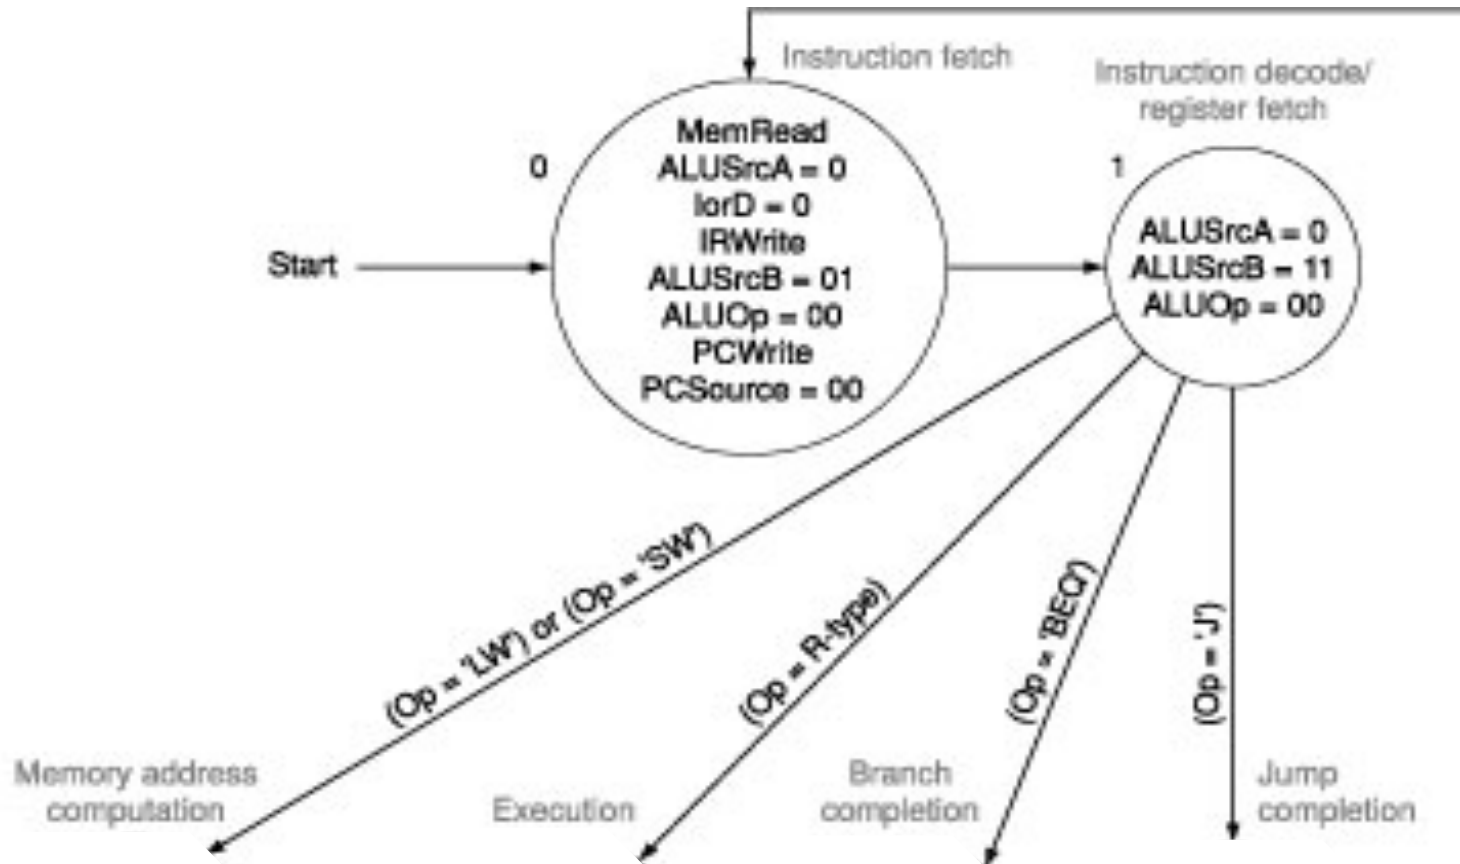 Instruction fetch
Instruction decode/
register fetch
0
MemRead
ALUSrcA = 0
IorD = 0
IRWrite
ALUSrcB = 01
ALUOp = 00
PCWrite
PCSource = 00
Start
1
ALUSrcA = 0
ALUSrcB = 11
ALUOp = 00
(Op = 'LW') or (Op = 'SW')
(Op = R-type)
(Op = 'BEQ')
(Op = 'J')
Memory address
computation
Execution
Branch
completion
Jump
completion